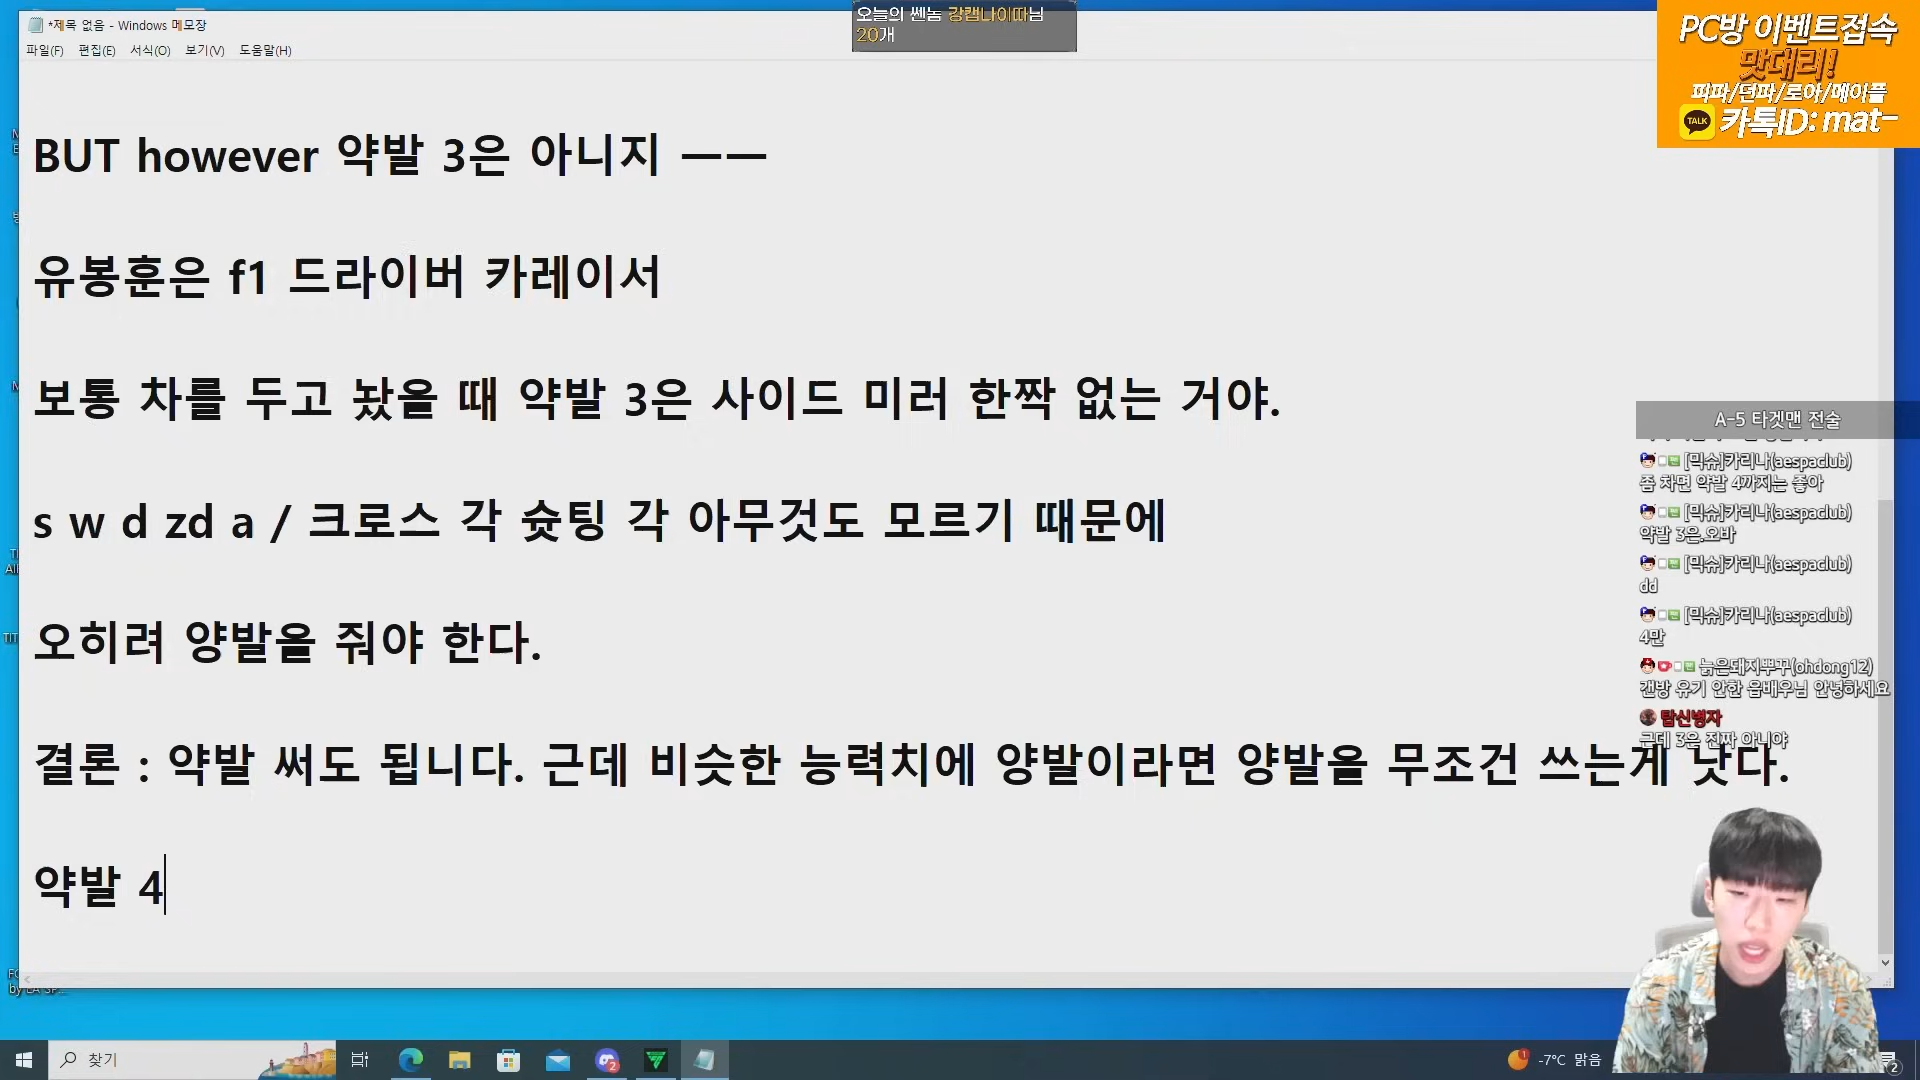 *제목 없음 - Windows 메모장
파일(F) 편집(E) 서식(O) 보기(V) 도움말(H)
오늘의 쎈놈 강캠나이따님
20개
PC방 이벤트접속
맛대리!
피파/던파/로아/메이플
TALK 카톡ID: mat-
BUT however 약발 3은 아니지 ㅡㅡ
유봉훈은 f1 드라이버 카레이서
보통 차를 두고 놨을 때 약발 3은 사이드 미러 한짝 없는 거야.
s w d zd a / 크로스 각 슛팅 각 아무것도 모르기 때문에
오히려 양발을 줘야 한다.
결론 : 약발 써도 됩니다. 근데 비슷한 능력치에 양발이라면 양발을 무조건 쓰는게 낫다.
약발 4
A-5 타겟맨 전술
[믹슈]카리나(aespaclub)
좀 차면 약발 4까지는 좋아
[믹슈]카리나(aespaclub)
약발 3은.오바
[믹슈]카리나(aespaclub)
dd
[믹슈]카리나(aespaclub)
4만
늙은돼지뿌꾸(ohdong12)
갠방 유기 안한 욥배우님 안녕하세요
탑신병자
근데 3은 진짜 아니야
찾기
-7°C 맑음
2